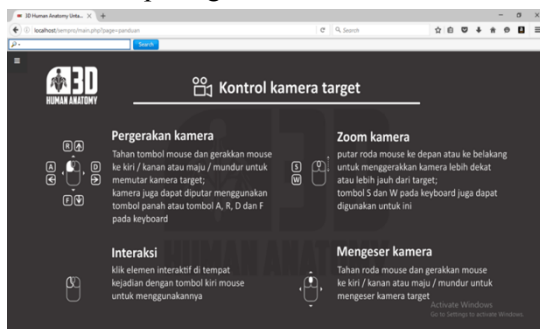 3D Human Anatomy Unta...
localhost/sempro/main.php?page=panduan
Search
Search
3D
HUMAN ANATOMY
Kontrol kamera target
Pergerakan kamera
Tahan tombol mouse dan gerakkan mouse
ke kiri / kanan atau maju / mundur untuk
memutar kamera target;
kamera juga dapat diputar menggunakan
tombol panah atau tombol A, R, D dan F
pada keyboard
R
A
D
F
Zoom kamera
putar roda mouse ke depan atau ke belakang
untuk menggerakkan kamera lebih dekat
atau lebih jauh dari target;
tombol S dan W pada keyboard juga dapat
digunakan untuk ini
S
W
Interaksi
klik elemen interaktif di tempat
kejadian dengan tombol kiri mouse
untuk menggunakannya
Mengeser kamera
Tahan roda mouse dan gerakkan mouse
ke kiri / kanan atau maju / mundur untuk
mengeser kamera target
HUMAN ANATOMY
Activate Windows
Go to Settings to activate Windows.